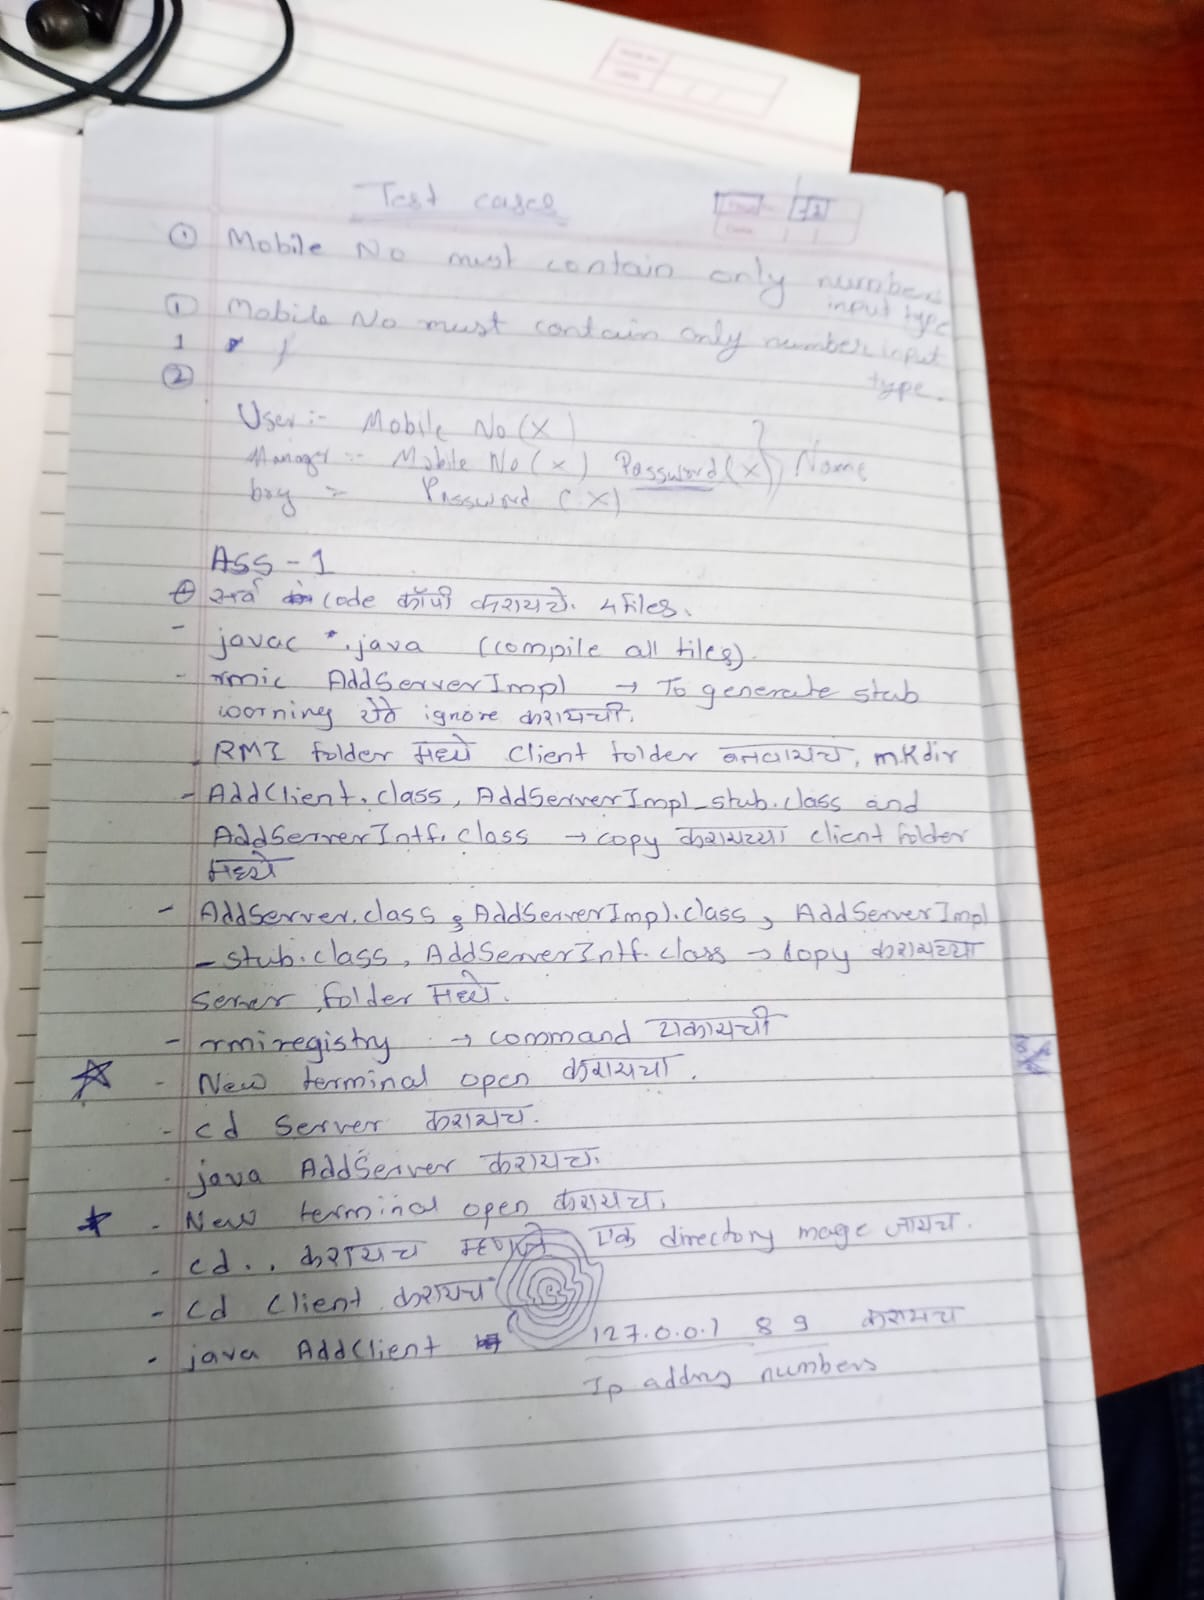 Test cases
① Mobile No must contain only numbers
input type
① Mobile No must contain only number input
type.
1
②
User :- Mobile No (x)
Manager :- Mobile No (x) Password (x) } Name
boy = Password (x)
ASS - 1
सर्व code कॉपी करायचे. 4 files.
- javac *.java (compile all files).
- rmic AddServerImpl → To generate stub
worning येते ignore करायची.
. RMI folder मध्ये client folder बनवायच, mkdir
- AddClient.class, AddServerImpl_stub.class and
AddServerIntf.class → copy करायच्या client folder
मध्ये
- AddServer.class, AddServerImpl.class, AddServerImpl
_stub.class, AddServerIntf.class → copy करायच्या
Server folder मध्ये.
- rmiregistry → command टाकायची
- New terminal open करायचा.
- cd Server करायच.
. java AddServer करायच.
. New terminal open करायच.
. cd .. करायच म्हणजे एक directory mage जायच.
- cd Client करायच
. java AddClient 127.0.0.1 8 9 करायच
Ip addrs numbers